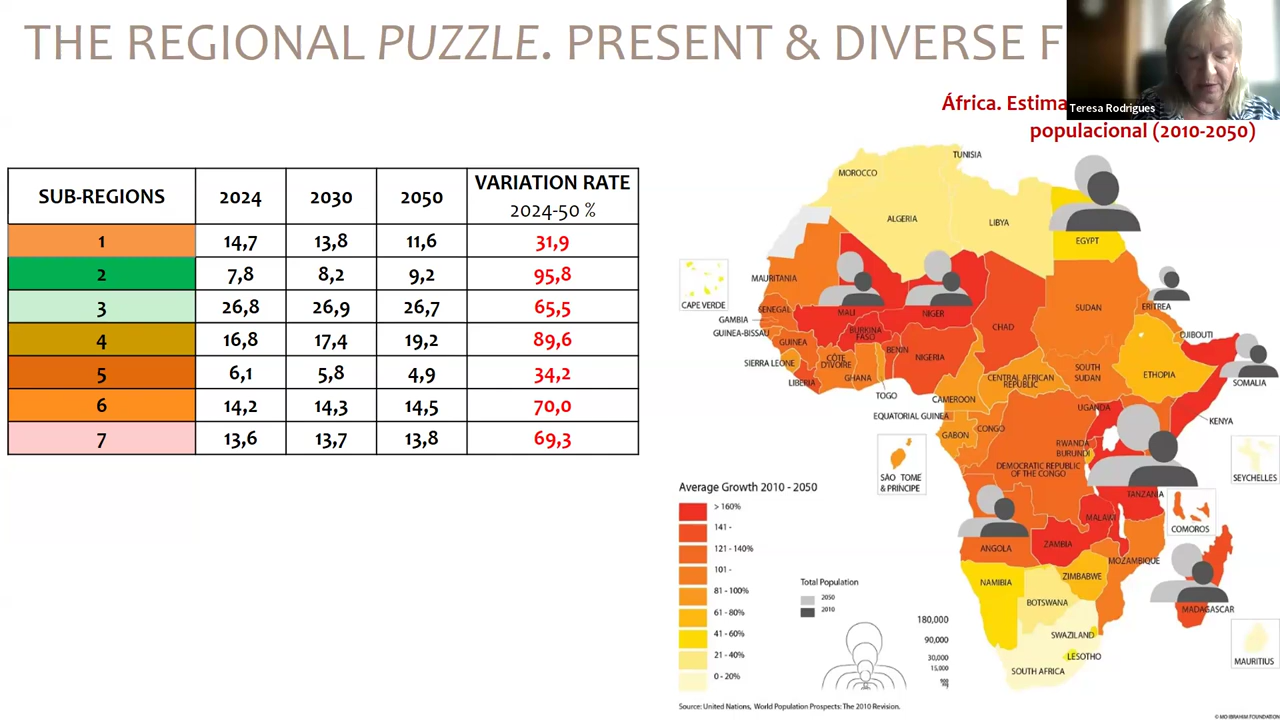 THE REGIONAL PUZZLE. PRESENT & DIVERSE F
Teresa Rodrigues
África. Estima
populacional (2010-2050)
SUB-REGIONS 2024 2030 2050 VARIATION RATE 2024-50 %
1 14,7 13,8 11,6 31,9
2 7,8 8,2 9,2 95,8
3 26,8 26,9 26,7 65,5
4 16,8 17,4 19,2 89,6
5 6,1 5,8 4,9 34,2
6 14,2 14,3 14,5 70,0
7 13,6 13,7 13,8 69,3
TUNISIA
MOROCCO
ALGERIA
LIBYA
EGYPT
MAURITANIA
CAPE VERDE
MALI
NIGER
SUDAN
ERITREA
SENEGAL
GAMBIA
GUINEA-BISSAU
BURKINA
FASO
CHAD
DJIBOUTI
GUINEA
BENIN
NIGERIA
SIERRA LEONE
CÔTE
D'IVOIRE
GHANA
LIBERIA
TOGO
CENTRAL AFRICAN
REPUBLIC
SOUTH
SUDAN
ETHOPIA
SOMALIA
CAMEROON
EQUATORIAL GUINEA
UGANDA
KENYA
GABON
CONGO
RWANDA
BURUNDI
DEMOCRATIC REPUBLIC
OF THE CONGO
SÃO TOME
& PRÍNCIPE
SEYCHELLES
TANZANIA
COMOROS
MALAWI
ANGOLA
ZAMBIA
MOZAMBIQUE
NAMIBIA
ZIMBABWE
BOTSWANA
MADAGASCAR
SWAZILAND
LESOTHO
MAURITIUS
SOUTH AFRICA
Average Growth 2010 - 2050
> 160%
141 -
121 - 140%
101 -
81 - 100%
61 - 80%
41 - 60%
21 - 40%
0 - 20%
Total Population
2050
2010
180,000
90,000
30,000
15,000
Source: United Nations, World Population Prospects: The 2010 Revision.
© MO IBRAHIM FOUNDATION